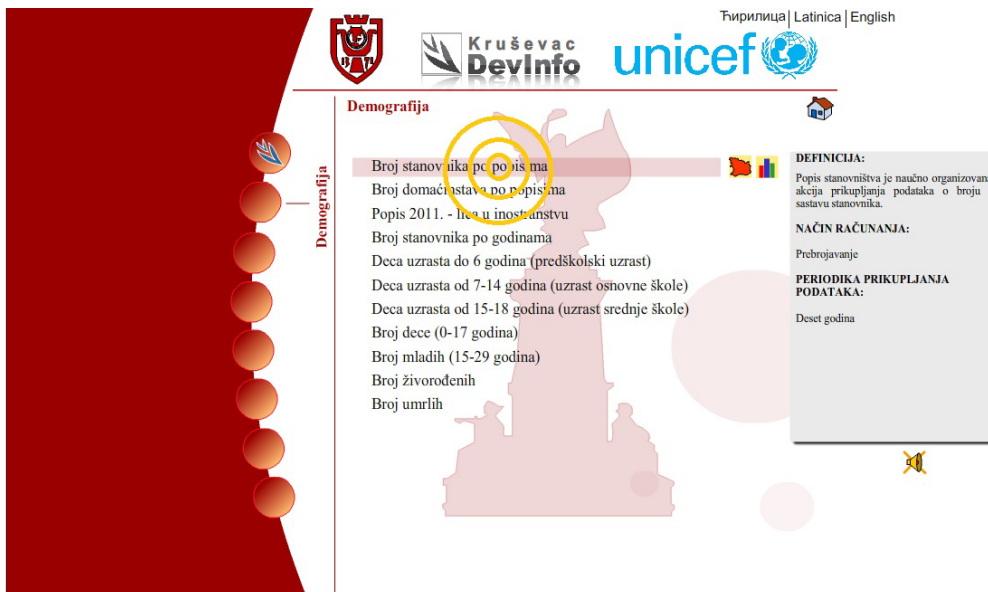 Ћирилица| Latinica | English
Kruševac
DevInfo
unicef
Demografija
Demografija
Broj stanovnika po popisima
Broj domaćinstava po popisima
Popis 2011. - lica u inostranstvu
Broj stanovnika po godinama
Deca uzrasta do 6 godina (predškolski uzrast)
Deca uzrasta od 7-14 godina (uzrast osnovne škole)
Deca uzrasta od 15-18 godina (uzrast srednje škole)
Broj dece (0-17 godina)
Broj mladih (15-29 godina)
Broj živorođenih
Broj umrlih
DEFINICIJA:
Popis stanovništva je naučno organizovana
akcija prikupljanja podataka o broju
sastavu stanovnika.
NAČIN RAČUNANJA:
Prebrojavanje
PERIODIKA PRIKUPLJANJA
PODATAKA:
Deset godina